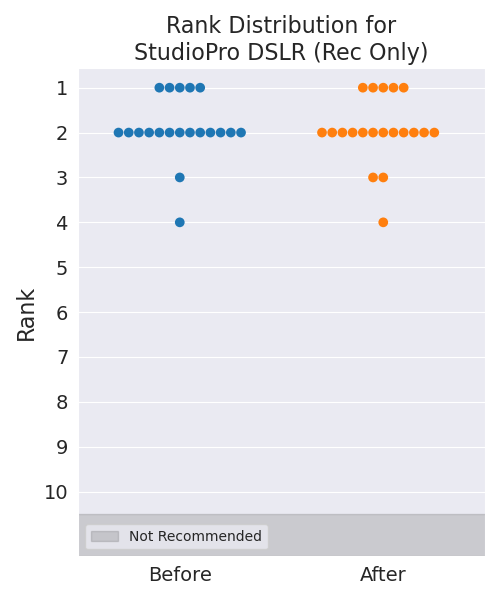 Rank Distribution for
StudioPro DSLR (Rec Only)
Rank
1
2
3
4
5
6
7
8
9
10
Not Recommended
Before After